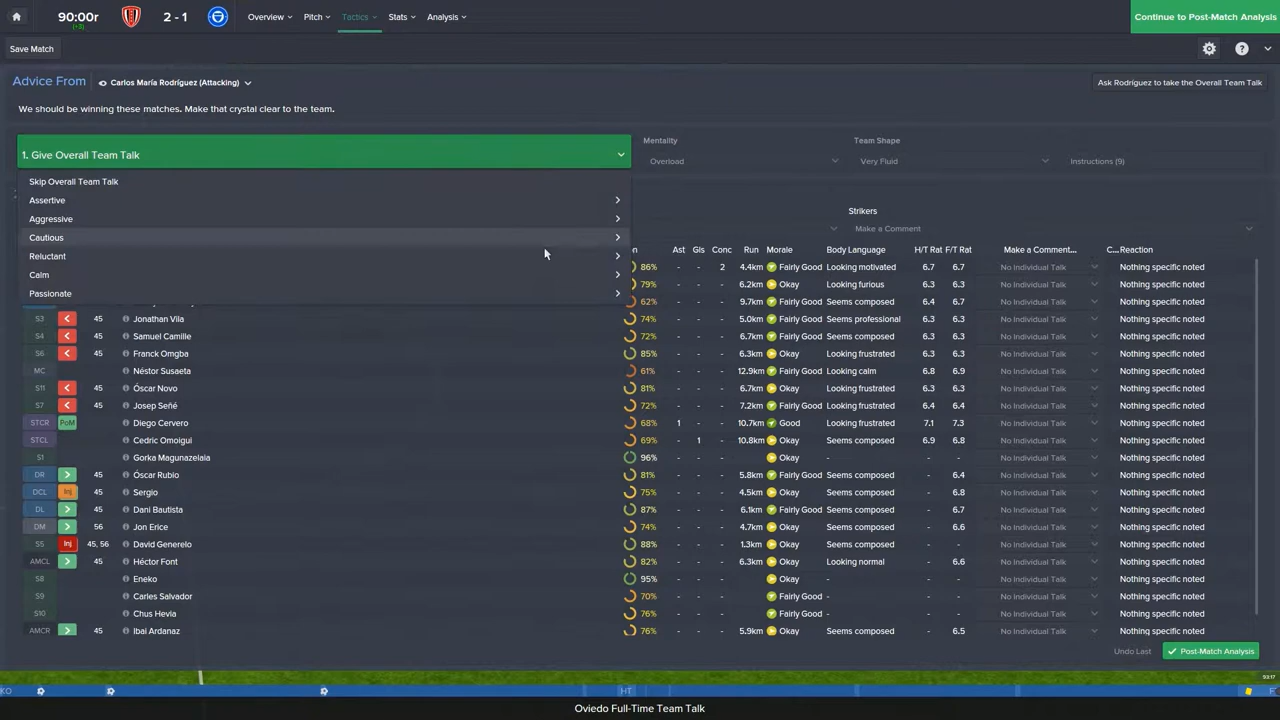 90:00r
(+3)
2 - 1
Overview
Pitch
Tactics
Stats
Analysis
Continue to Post-Match Analysis
Save Match
?
Advice From Carlos María Rodríguez (Attacking)
Ask Rodríguez to take the Overall Team Talk
We should be winning these matches. Make that crystal clear to the team.
1. Give Overall Team Talk
Mentality
Team Shape
Overload
Very Fluid
Instructions (9)
Skip Overall Team Talk
Assertive
Aggressive
Cautious
Reluctant
Calm
Passionate
Strikers
Make a Comment
Ast Gls Conc Run Morale Body Language H/T Rat F/T Rat Make a Comment... C... Reaction
86% - - 2 4.4km Fairly Good Looking motivated 6.7 6.7 No Individual Talk Nothing specific noted
79% - - - 6.2km Okay Looking furious 6.3 6.3 No Individual Talk Nothing specific noted
62% - - - 9.7km Fairly Good Seems composed 6.4 6.7 No Individual Talk Nothing specific noted
S3 45 Jonathan Vila 74% - - - 5.0km Fairly Good Seems professional 6.3 6.3 No Individual Talk Nothing specific noted
S4 45 Samuel Camille 72% - - - 6.7km Fairly Good Seems composed 6.3 6.3 No Individual Talk Nothing specific noted
S6 45 Franck Omgba 85% - - - 6.3km Okay Looking frustrated 6.3 6.3 No Individual Talk Nothing specific noted
MC Néstor Susaeta 61% - - - 12.9km Fairly Good Looking calm 6.8 6.9 No Individual Talk Nothing specific noted
S11 45 Óscar Novo 81% - - - 6.7km Okay Looking frustrated 6.3 6.3 No Individual Talk Nothing specific noted
S7 45 Josep Señé 72% - - - 7.2km Fairly Good Looking frustrated 6.4 6.4 No Individual Talk Nothing specific noted
STCR PoM Diego Cervero 68% 1 - - 10.7km Good Looking frustrated 7.1 7.3 No Individual Talk Nothing specific noted
STCL Cedric Omoigui 69% - 1 - 10.8km Okay Seems composed 6.9 6.8 No Individual Talk Nothing specific noted
S1 Gorka Magunazelaia 96% - - - Okay - - - No Individual Talk Nothing specific noted
DR 45 Óscar Rubio 81% - - - 5.8km Fairly Good Seems composed - 6.4 No Individual Talk Nothing specific noted
DCL Inj 45 Sergio 75% - - - 4.5km Okay Seems composed - 6.8 No Individual Talk Nothing specific noted
DL 45 Dani Bautista 87% - - - 6.1km Okay Seems composed - 6.7 No Individual Talk Nothing specific noted
DM 56 Jon Erice 74% - - - 4.7km Okay Seems composed - 6.6 No Individual Talk Nothing specific noted
S5 Inj 45, 56 David Generelo 88% - - - 1.3km Okay Seems composed - - No Individual Talk Nothing specific noted
AMCL 45 Héctor Font 82% - - - 6.3km Okay Looking normal - 6.6 No Individual Talk Nothing specific noted
S8 Eneko 95% - - - Okay - - - No Individual Talk Nothing specific noted
S9 Carles Salvador 70% - - - Fairly Good - - - No Individual Talk Nothing specific noted
S10 Chus Hevia 76% - - - Fairly Good - - - No Individual Talk Nothing specific noted
AMCR 45 Ibai Ardanaz 76% - - - 5.9km Okay Seems composed - 6.5 No Individual Talk Nothing specific noted
Undo Last
Post-Match Analysis
93:17
KO
HT
Oviedo Full-Time Team Talk